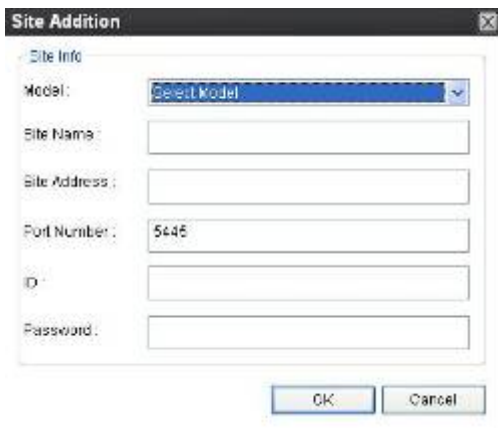 Site Addition
Site Info
Model :
Select Model
Site Name :
Site Address :
Port Number :
5445
ID :
Password :
OK
Cancel